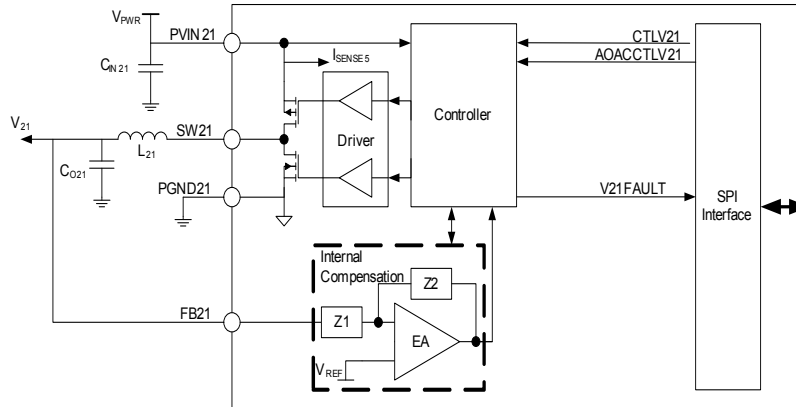 VPWR
PVIN21
CTLV21
ISENSE5
AOACCTLV21
CIN21
Controller
V21
SW21
Driver
L21
CO21
PGND21
V21FAULT
SPI
Interface
Internal
Compensation
Z2
FB21
Z1
EA
VREF